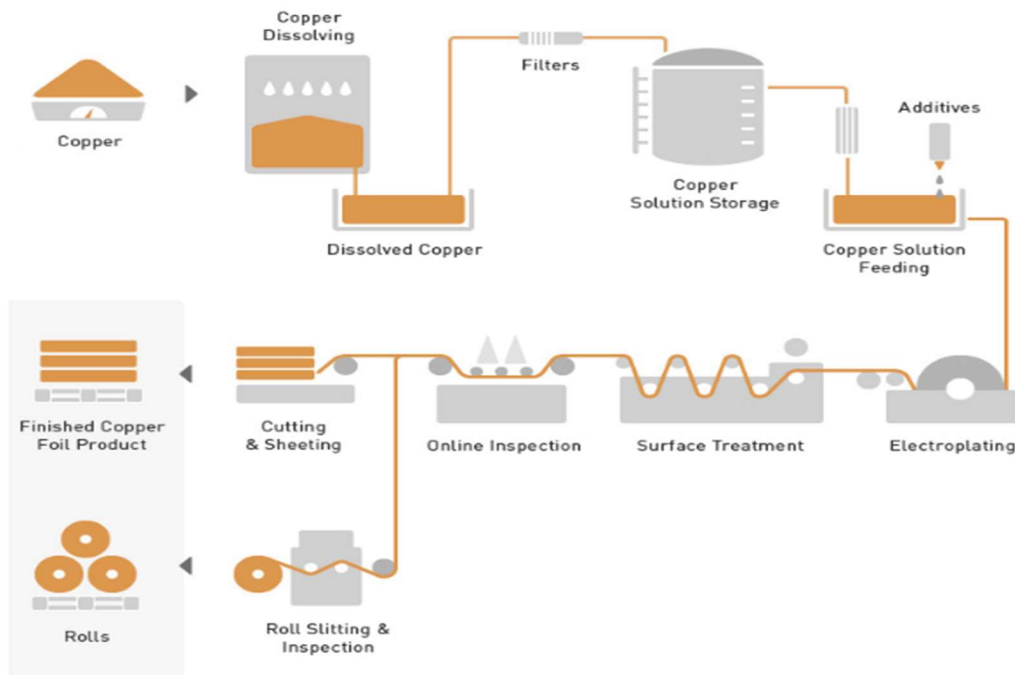 Copper
Dissolving
Filters
Additives
Copper
Copper
Solution Storage
Dissolved Copper
Copper Solution
Feeding
Finished Copper
Foil Product
Cutting
& Sheeting
Online Inspection
Surface Treatment
Electroplating
Rolls
Roll Slitting &
Inspection